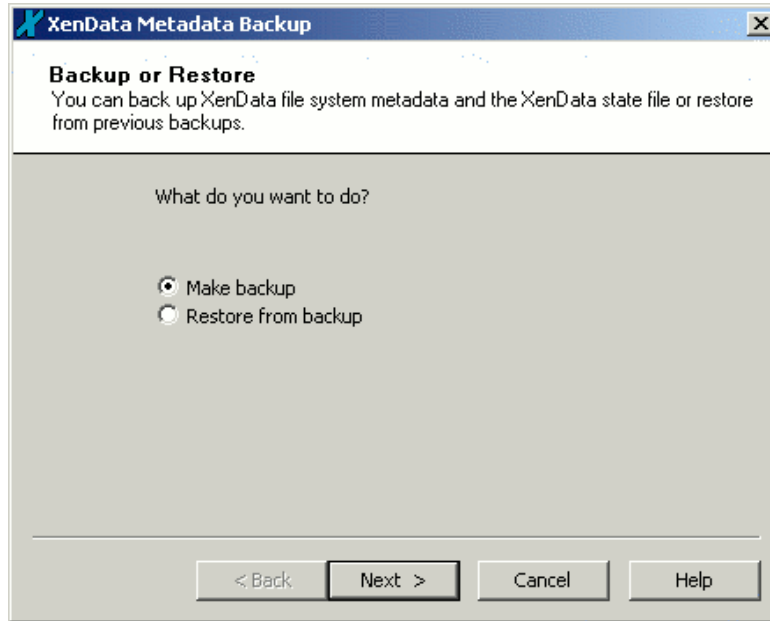 XenData Metadata Backup
Backup or Restore
You can back up XenData file system metadata and the XenData state file or restore
from previous backups.
What do you want to do?
Make backup
Restore from backup
< Back
Next >
Cancel
Help